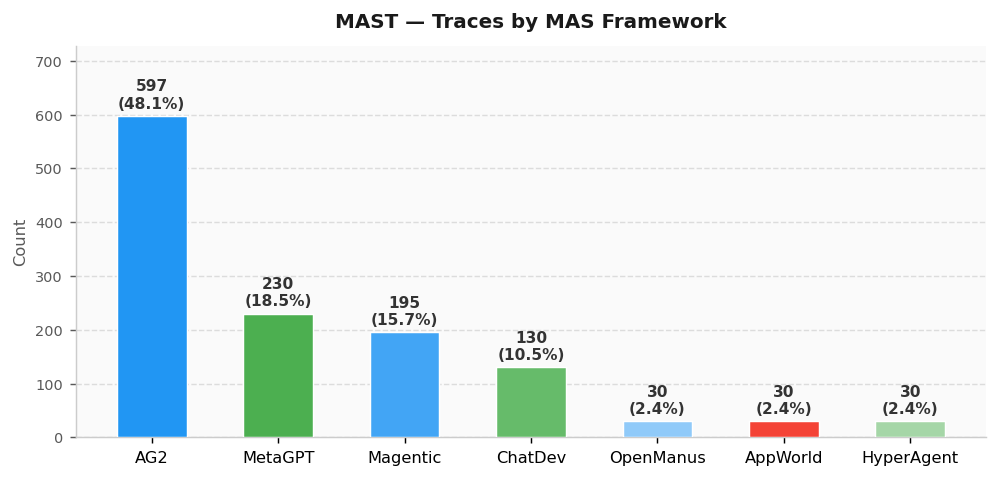 MAST — Traces by MAS Framework
Count
700
600
500
400
300
200
100
0
597
(48.1%)
230
(18.5%)
195
(15.7%)
130
(10.5%)
30
(2.4%)
30
(2.4%)
30
(2.4%)
AG2
MetaGPT
Magentic
ChatDev
OpenManus
AppWorld
HyperAgent